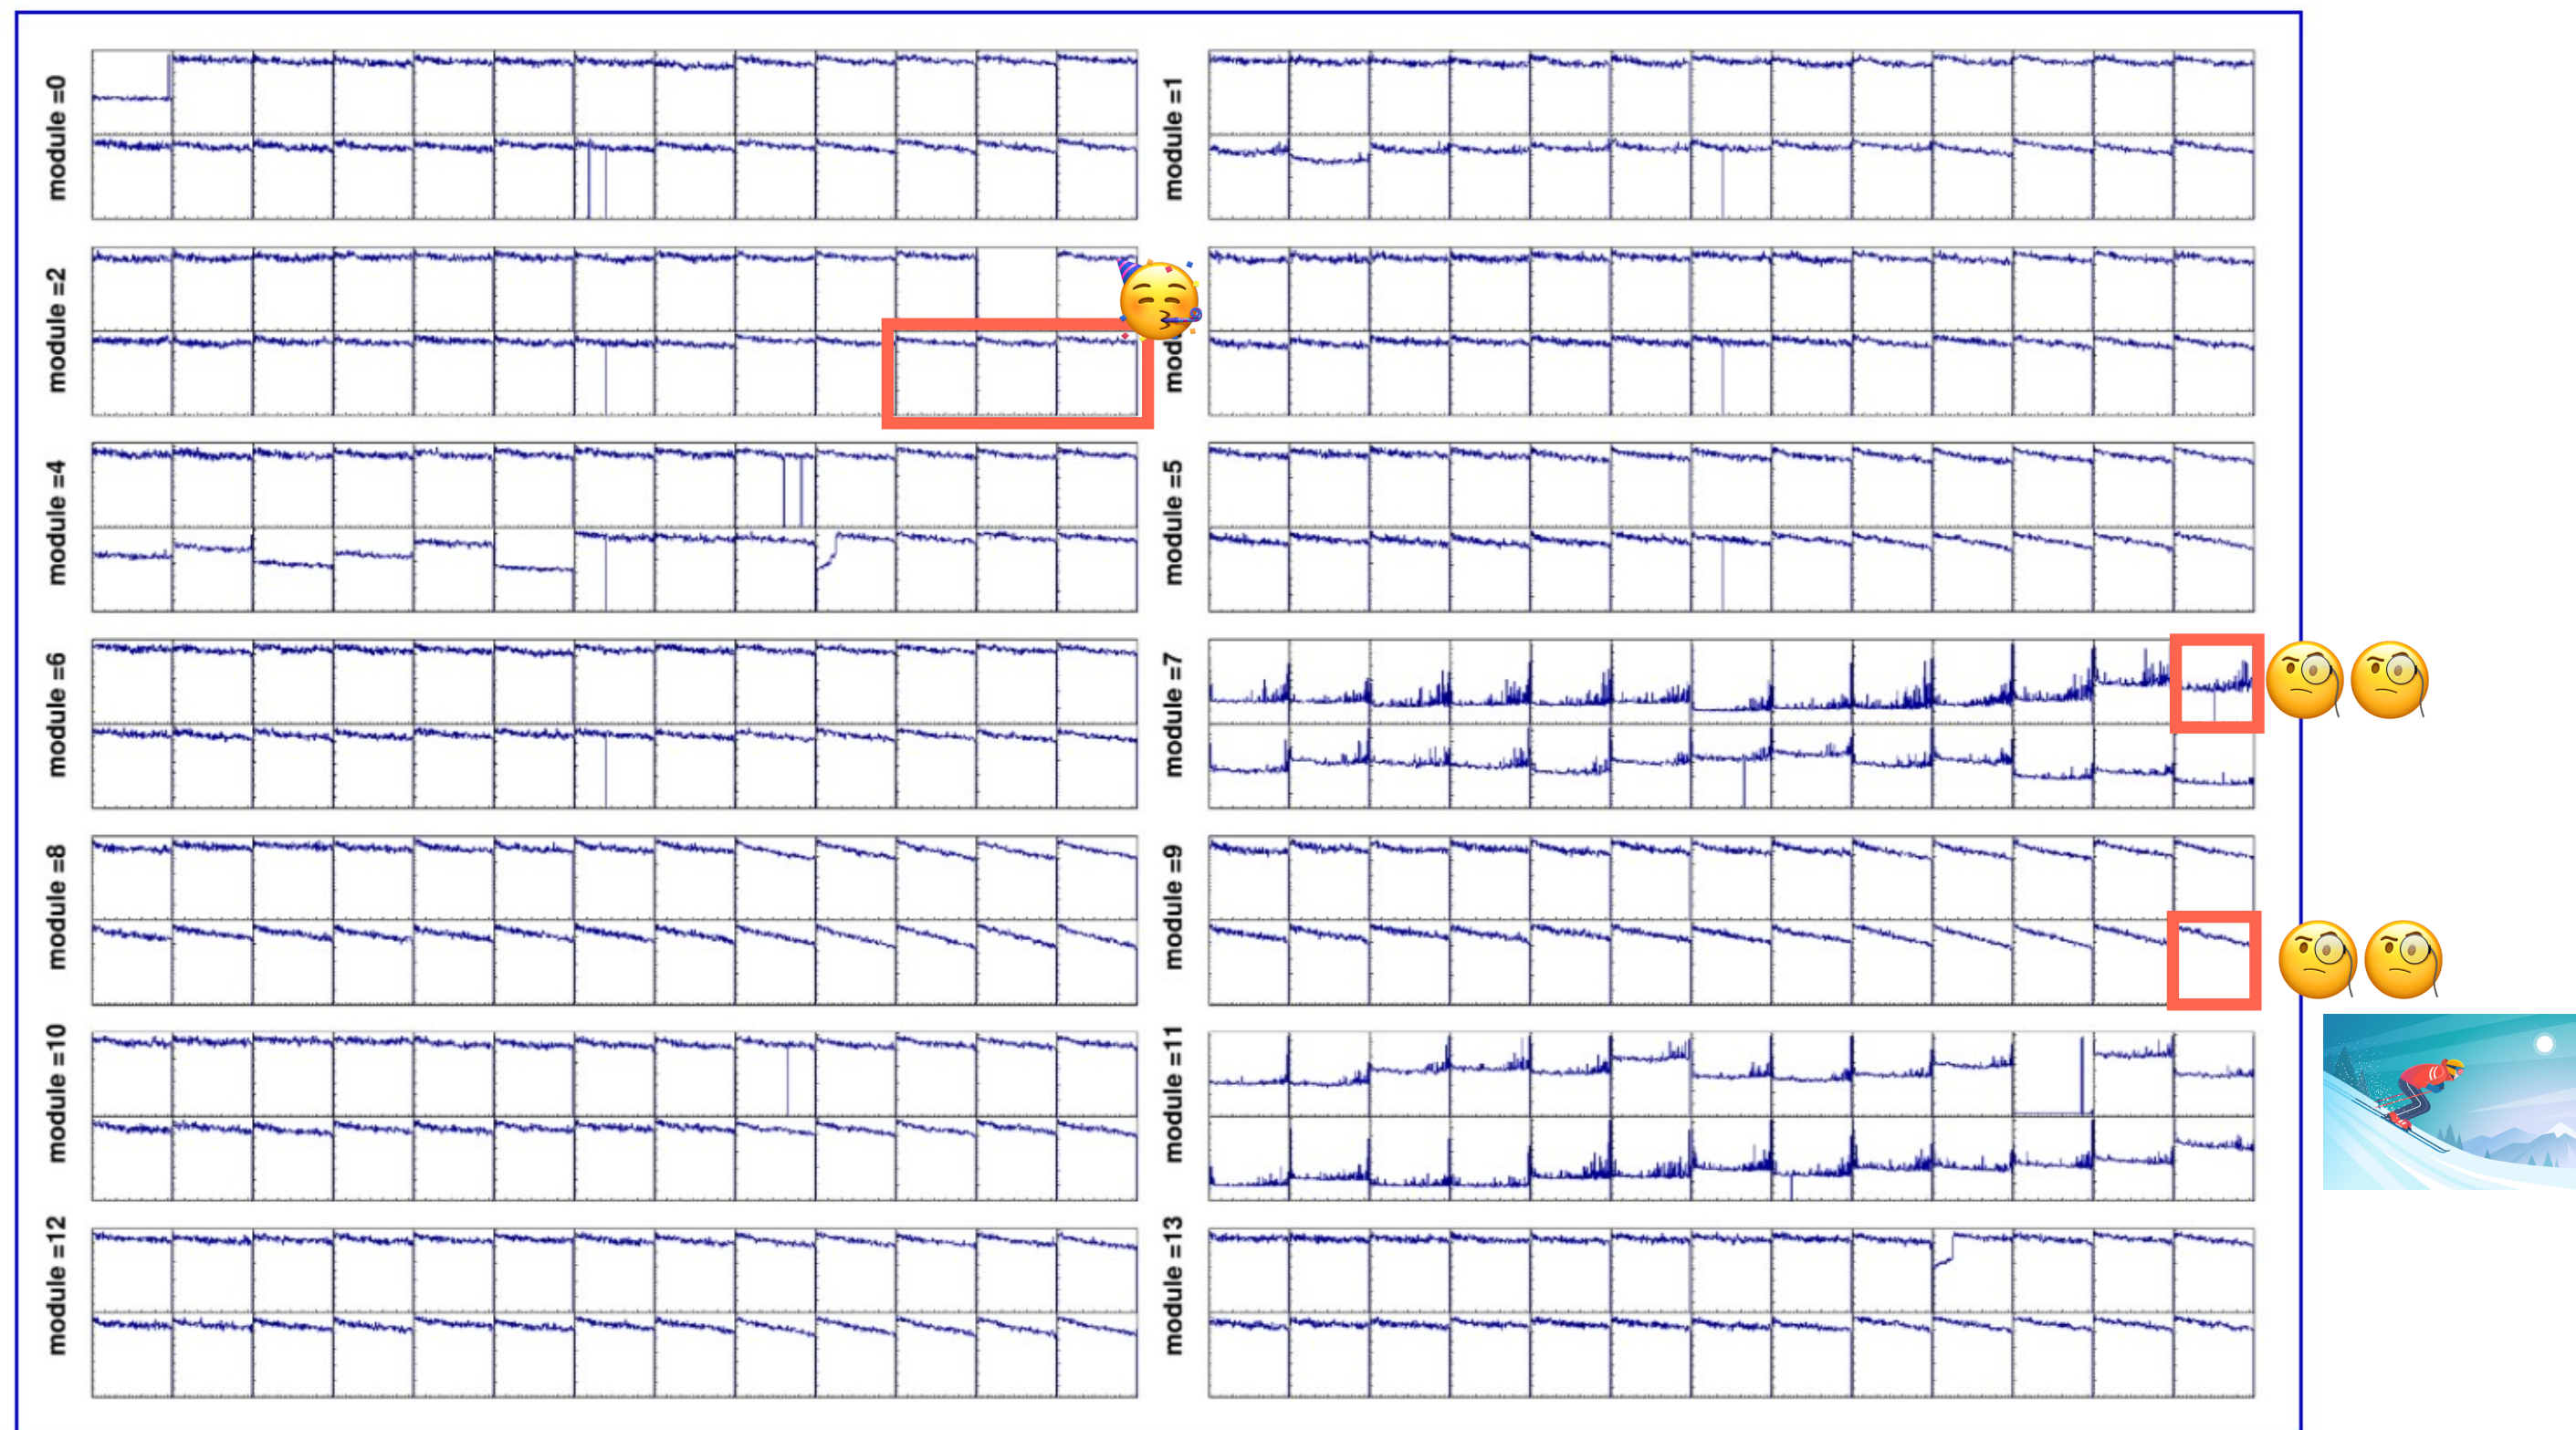 module =0
module =1
module =2
mod
module =4
module =5
module =6
module =7
module =8
module =9
module =10
module =11
module =12
module =13